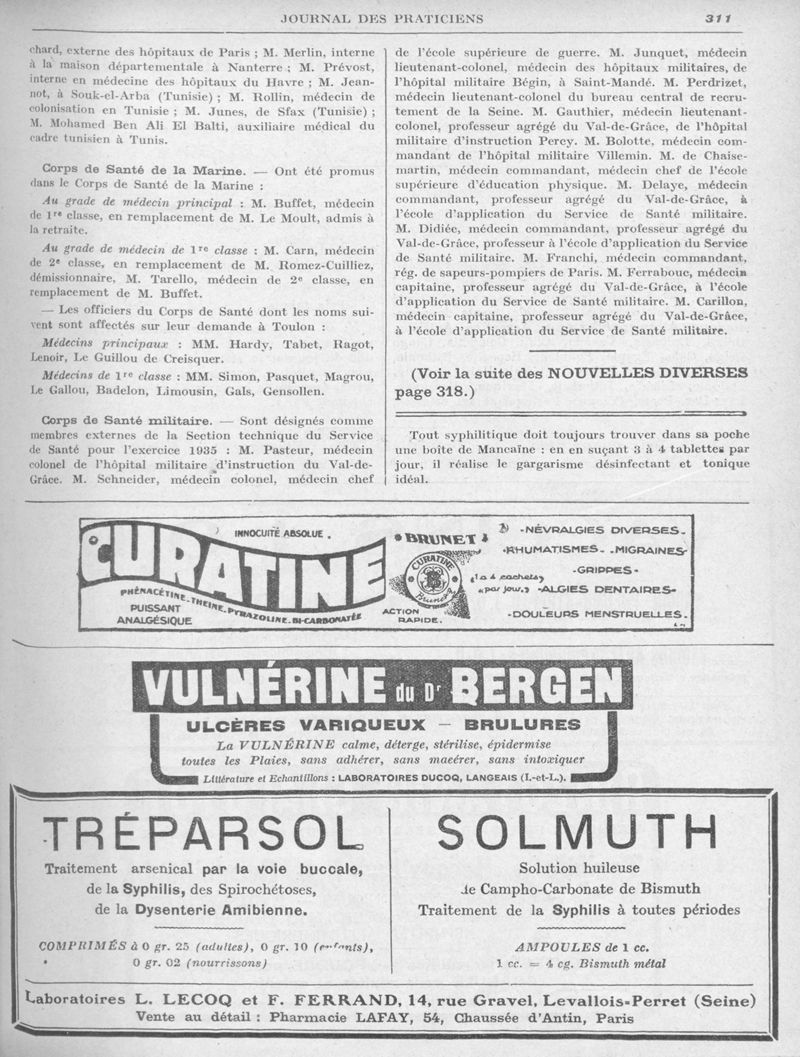 JOURNAL DES PRATICIENS 311
chard, externe des hôpitaux de Paris ; M. Merlin, interne
à la maison départementale à Nanterre ; M. Prévost,
interne en médecine des hôpitaux du Havre ; M. Jean-
not, à Souk-el-Arba (Tunisie) ; M. Rollin, médecin de
colonisation en Tunisie ; M. Junes, de Sfax (Tunisie) ;
M. Mohamed Ben Ali El Balti, auxiliaire médical du
cadre tunisien à Tunis.
Corps de Santé de la Marine. — Ont été promus
dans le Corps de Santé de la Marine :
Au grade de médecin principal : M. Buffet, médecin
de 1re classe, en remplacement de M. Le Moult, admis à
la retraite.
Au grade de médecin de 1re classe : M. Carn, médecin
de 2e classe, en remplacement de M. Romez-Cuilliez,
démissionnaire, M. Tarello, médecin de 2e classe, en
remplacement de M. Buffet.
— Les officiers du Corps de Santé dont les noms sui-
vent sont affectés sur leur demande à Toulon :
Médecins principaux : MM. Hardy, Tabet, Ragot,
Lenoir, Le Guillou de Creisquer.
Médecins de 1re classe : MM. Simon, Pasquet, Magrou,
Le Gallou, Badelon, Limousin, Gals, Gensollen.
Corps de Santé militaire. — Sont désignés comme
membres externes de la Section technique du Service
de Santé pour l'exercice 1935 : M. Pasteur, médecin
colonel de l'hôpital militaire d'instruction du Val-de-
Grâce. M. Schneider, médecin colonel, médecin chef
de l'école supérieure de guerre. M. Junquet, médecin
lieutenant-colonel, médecin des hôpitaux militaires, de
l'hôpital militaire Bégin, à Saint-Mandé. M. Perdrizet,
médecin lieutenant-colonel du bureau central de recru-
tement de la Seine. M. Gauthier, médecin lieutenant-
colonel, professeur agrégé du Val-de-Grâce, de l'hôpital
militaire d'instruction Percy. M. Bolotte, médecin com-
mandant de l'hôpital militaire Villemin. M. de Chaise-
martin, médecin commandant, médecin chef de l'école
supérieure d'éducation physique. M. Delaye, médecin
commandant, professeur agrégé du Val-de-Grâce, à
l'école d'application du Service de Santé militaire.
M. Didiée, médecin commandant, professeur agrégé du
Val-de-Grâce, professeur à l'école d'application du Service
de Santé militaire. M. Franchi, médecin commandant,
rég. de sapeurs-pompiers de Paris. M. Ferrabouc, médecin
capitaine, professeur agrégé du Val-de-Grâce, à l'école
d'application du Service de Santé militaire. M. Carillon,
médecin capitaine, professeur agrégé du Val-de-Grâce,
à l'école d'application du Service de Santé militaire.
(Voir la suite des NOUVELLES DIVERSES
page 318.)
Tout syphilitique doit toujours trouver dans sa poche
une boîte de Mancaïne : en en suçant 3 à 4 tablettes par
jour, il réalise le gargarisme désinfectant et tonique
idéal.
INNOCUITÉ ABSOLUE.
CURATINE
PHÉNACÉTINE-THEINE-PYRAZOLINE-BI-CARBONATÉE
PUISSANT
ANALGÉSIQUE
BRUNET
CURATINE
Brunet
ACTION
RAPIDE.
"1 a 4 cachets
par jour."
-NÉVRALGIES DIVERSES-
-RHUMATISMES- -MIGRAINES-
-GRIPPES-
-ALGIES DENTAIRES-
-DOULEURS MENSTRUELLES-
VULNÉRINE du Dr BERGEN
ULCÈRES VARIQUEUX — BRULURES
La VULNÉRINE calme, déterge, stérilise, épidermise
toutes les Plaies, sans adhérer, sans macérer, sans intoxiquer
Littérature et Echantillons : LABORATOIRES DUCOQ, LANGEAIS (I.-et-L.).
TRÉPARSOL
Traitement arsenical par la voie buccale,
de la Syphilis, des Spirochétoses,
de la Dysenterie Amibienne.
COMPRIMÉS à 0 gr. 25 (adultes), 0 gr. 10 (enfants),
0 gr. 02 (nourrissons)
SOLMUTH
Solution huileuse
de Campho-Carbonate de Bismuth
Traitement de la Syphilis à toutes périodes
AMPOULES de 1 cc.
1 cc. = 4 cg. Bismuth métal
Laboratoires L. LECOQ et F. FERRAND, 14, rue Gravel, Levallois-Perret (Seine)
Vente au détail : Pharmacie LAFAY, 54, Chaussée d'Antin, Paris